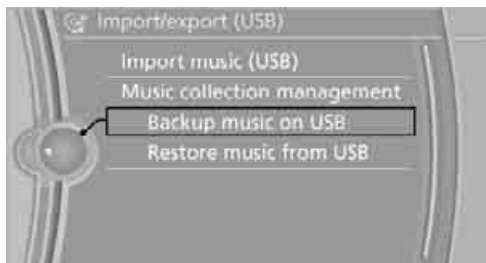 Import/export (USB)
Import music (USB)
Music collection management
Backup music on USB
Restore music from USB